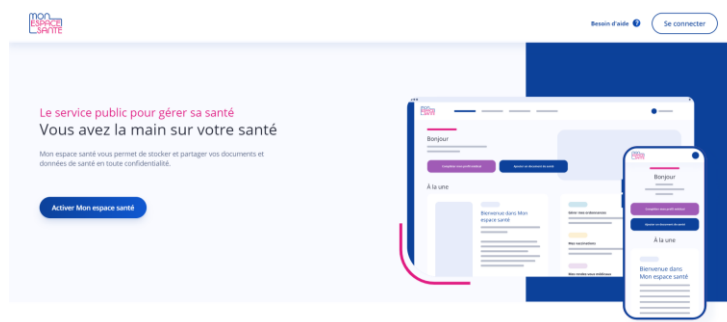 mon
ESPACE
SANTÉ
Besoin d'aide ?
Se connecter
Le service public pour gérer sa santé
Vous avez la main sur votre santé
Mon espace santé vous permet de stocker et partager vos documents et
données de santé en toute confidentialité.
Activer Mon espace santé
Bonjour
À la une
Bienvenue dans Mon
espace santé
Bonjour
À la une
Bienvenue dans
Mon espace santé